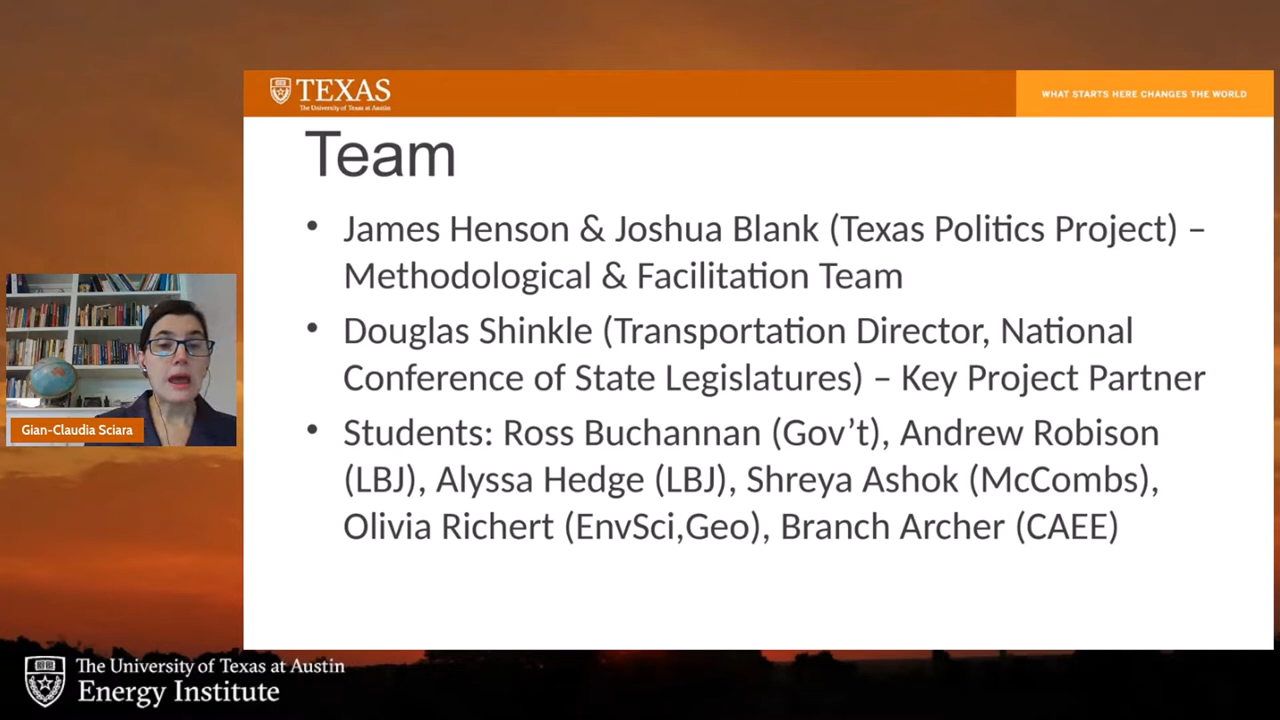 TEXAS
The University of Texas at Austin
WHAT STARTS HERE CHANGES THE WORLD
Team
• James Henson & Joshua Blank (Texas Politics Project) –
Methodological & Facilitation Team
• Douglas Shinkle (Transportation Director, National
Conference of State Legislatures) – Key Project Partner
• Students: Ross Buchannan (Gov’t), Andrew Robison
(LBJ), Alyssa Hedge (LBJ), Shreya Ashok (McCombs),
Olivia Richert (EnvSci,Geo), Branch Archer (CAEE)
Gian-Claudia Sciara
The University of Texas at Austin
Energy Institute